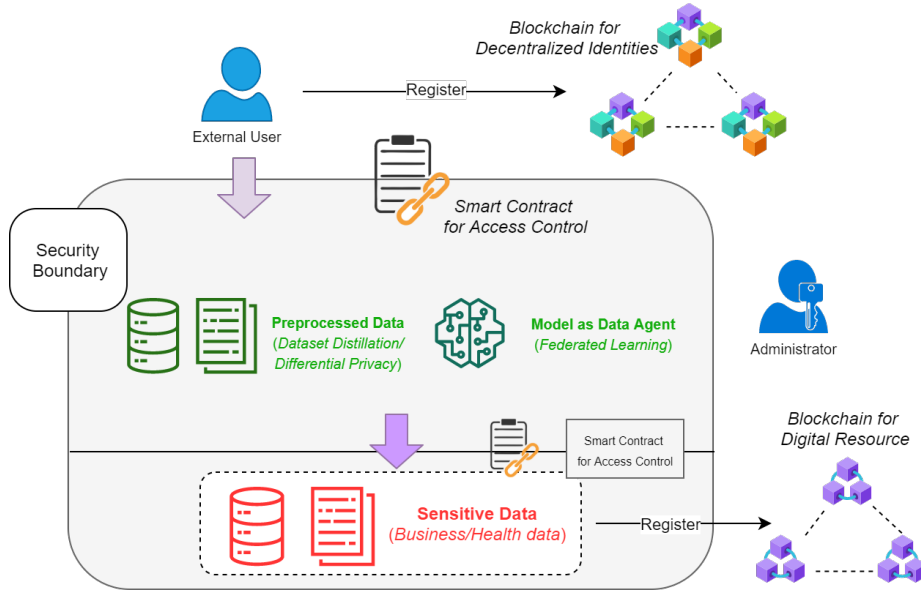 Blockchain for
Decentralized Identities
Register
External User
Smart Contract
for Access Control
Security
Boundary
Preprocessed Data
(Dataset Distillation/
Differential Privacy)
Model as Data Agent
(Federated Learning)
Administrator
Smart Contract
for Access Control
Blockchain for
Digital Resource
Sensitive Data
(Business/Health data)
Register